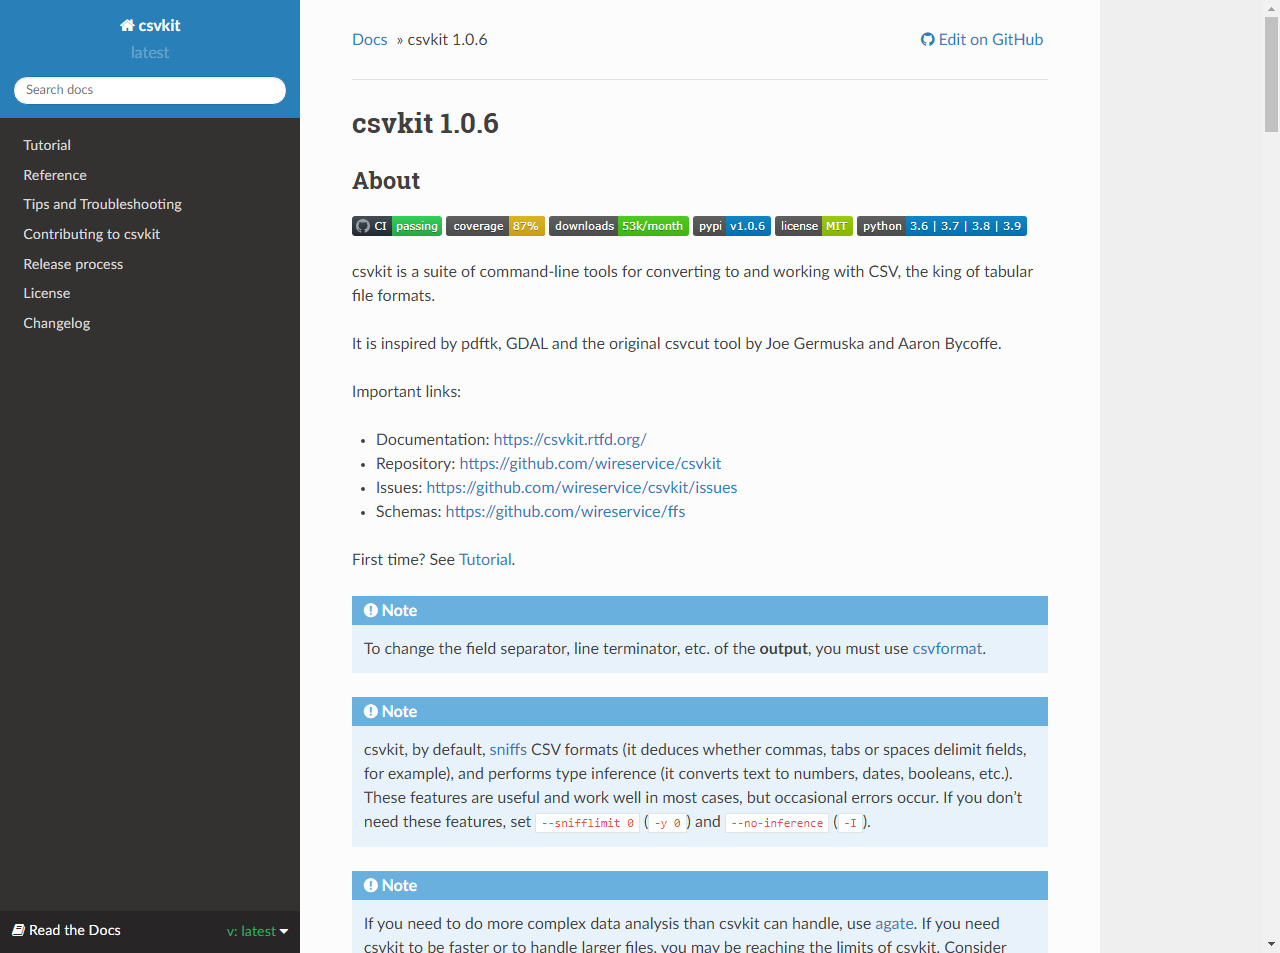 csvkit
latest
Search docs
Tutorial
Reference
Tips and Troubleshooting
Contributing to csvkit
Release process
License
Changelog
Read the Docs
v: latest
Docs » csvkit 1.0.6
Edit on GitHub
csvkit 1.0.6
About
CI passing coverage 87% downloads 53k/month pypi v1.0.6 license MIT python 3.6 | 3.7 | 3.8 | 3.9
csvkit is a suite of command-line tools for converting to and working with CSV, the king of tabular
file formats.
It is inspired by pdftk, GDAL and the original csvcut tool by Joe Germuska and Aaron Bycoffe.
Important links:
• Documentation: https://csvkit.rtfd.org/
• Repository: https://github.com/wireservice/csvkit
• Issues: https://github.com/wireservice/csvkit/issues
• Schemas: https://github.com/wireservice/ffs
First time? See Tutorial.
Note
To change the field separator, line terminator, etc. of the output, you must use csvformat.
Note
csvkit, by default, sniffs CSV formats (it deduces whether commas, tabs or spaces delimit fields,
for example), and performs type inference (it converts text to numbers, dates, booleans, etc.).
These features are useful and work well in most cases, but occasional errors occur. If you don’t
need these features, set --snifflimit 0 ( -y 0 ) and --no-inference ( -I ).
Note
If you need to do more complex data analysis than csvkit can handle, use agate. If you need
csvkit to be faster or to handle larger files, you may be reaching the limits of csvkit. Consider